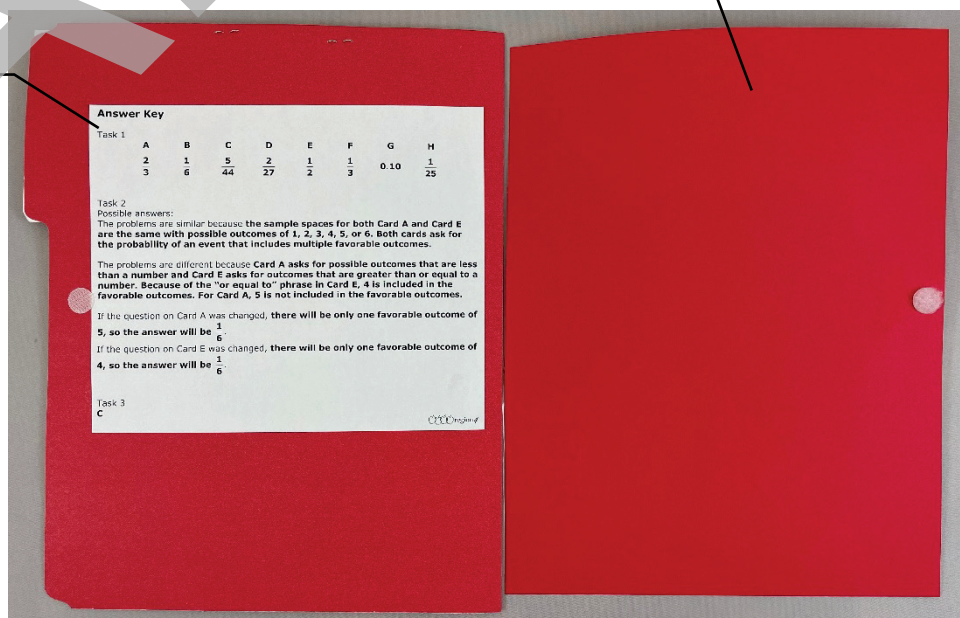 Answer Key
Task 1
A B C D E F G H
2/3 1/6 5/44 2/27 1/2 1/3 0.10 1/25
Task 2
Possible answers:
The problems are similar because the sample spaces for both Card A and Card E
are the same with possible outcomes of 1, 2, 3, 4, 5, or 6. Both cards ask for
the probability of an event that includes multiple favorable outcomes.
The problems are different because Card A asks for possible outcomes that are less
than a number and Card E asks for outcomes that are greater than or equal to a
number. Because of the “or equal to” phrase in Card E, 4 is included in the
favorable outcomes. For Card A, 5 is not included in the favorable outcomes.
If the question on Card A was changed, there will be only one favorable outcome of
5, so the answer will be 1/6.
If the question on Card E was changed, there will be only one favorable outcome of
4, so the answer will be 1/6.
Task 3
C
region4